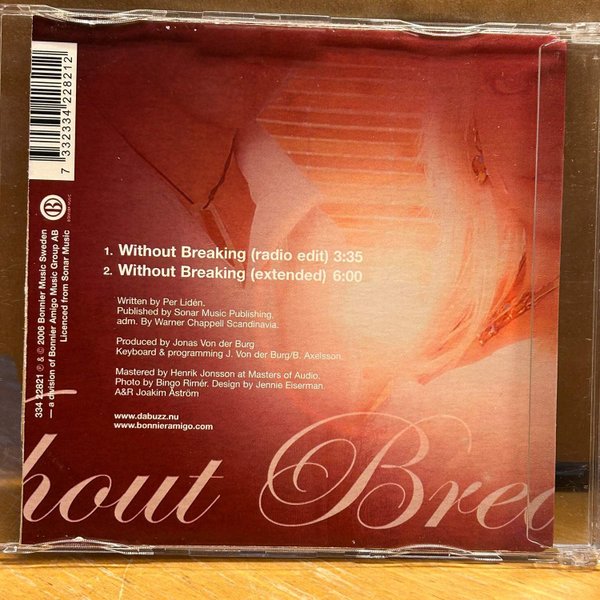 7 332334 228212
B
334 22821 ℗ & © 2006 Bonnier Music Sweden
— a division of Bonnier Amigo Music Group AB
Licenced from Sonar Music
1. Without Breaking (radio edit) 3:35
2. Without Breaking (extended) 6:00
Written by Per Lidén.
Published by Sonar Music Publishing,
adm. By Warner Chappell Scandinavia.
Produced by Jonas Von der Burg
Keyboard & programming J. Von der Burg/B. Axelsson.
Mastered by Henrik Jonsson at Masters of Audio.
Photo by Bingo Rimér. Design by Jennie Eiserman.
A&R Joakim Åström
www.dabuzz.nu
www.bonnieramigo.com
hout Brea